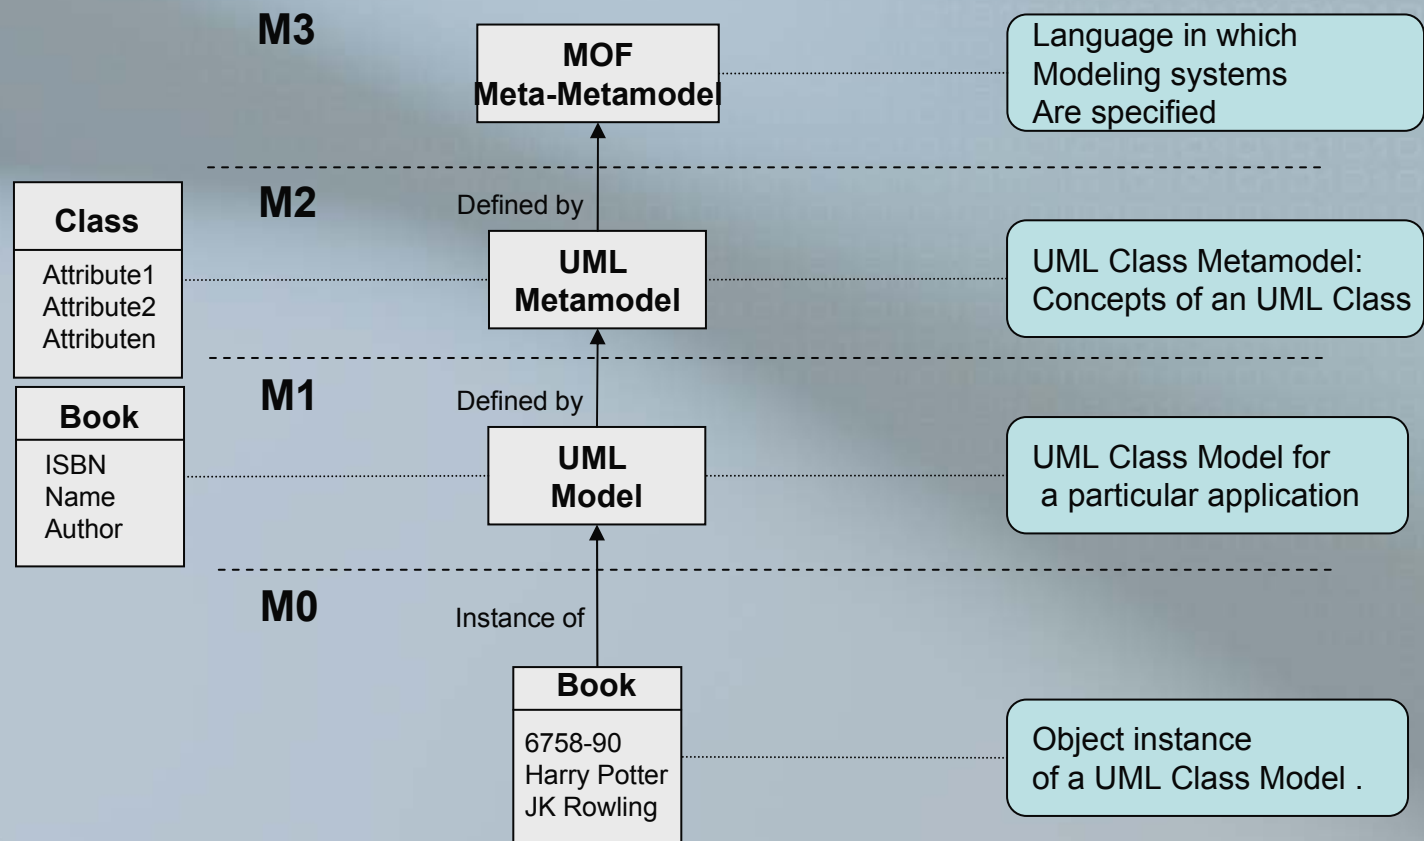 M3
MOF
Meta-Metamodel
Language in which
Modeling systems
Are specified
M2
Defined by
Class
Attribute1
Attribute2
Attributen
UML
Metamodel
UML Class Metamodel:
Concepts of an UML Class
M1
Defined by
Book
ISBN
Name
Author
UML
Model
UML Class Model for
a particular application
M0
Instance of
Book
6758-90
Harry Potter
JK Rowling
Object instance
of a UML Class Model .